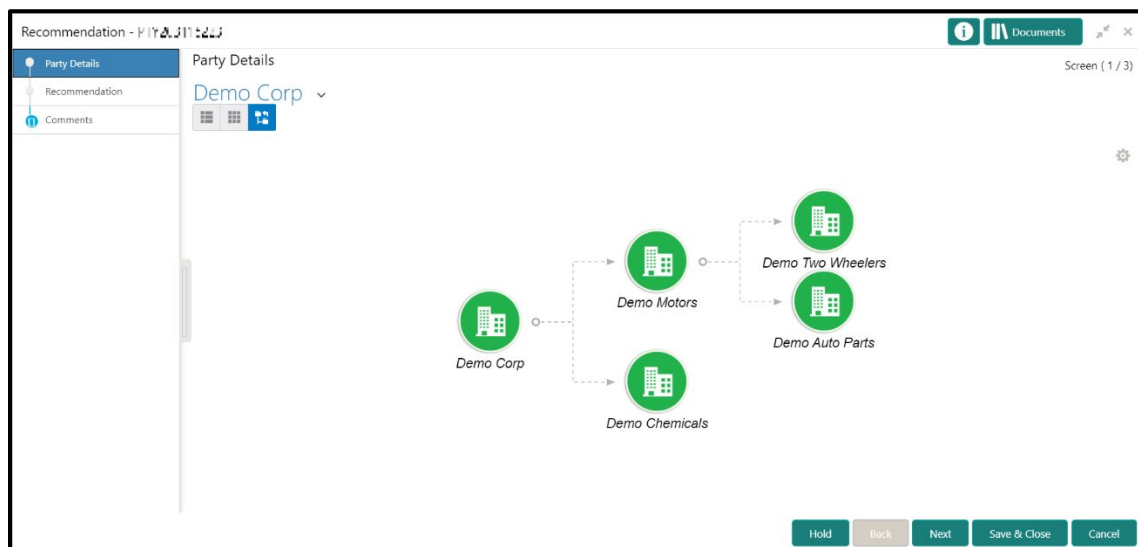 Recommendation -
Documents
Party Details
Recommendation
Comments
Party Details
Screen ( 1 / 3)
Demo Corp
Demo Two Wheelers
Demo Motors
Demo Auto Parts
Demo Corp
Demo Chemicals
Hold
Back
Next
Save & Close
Cancel